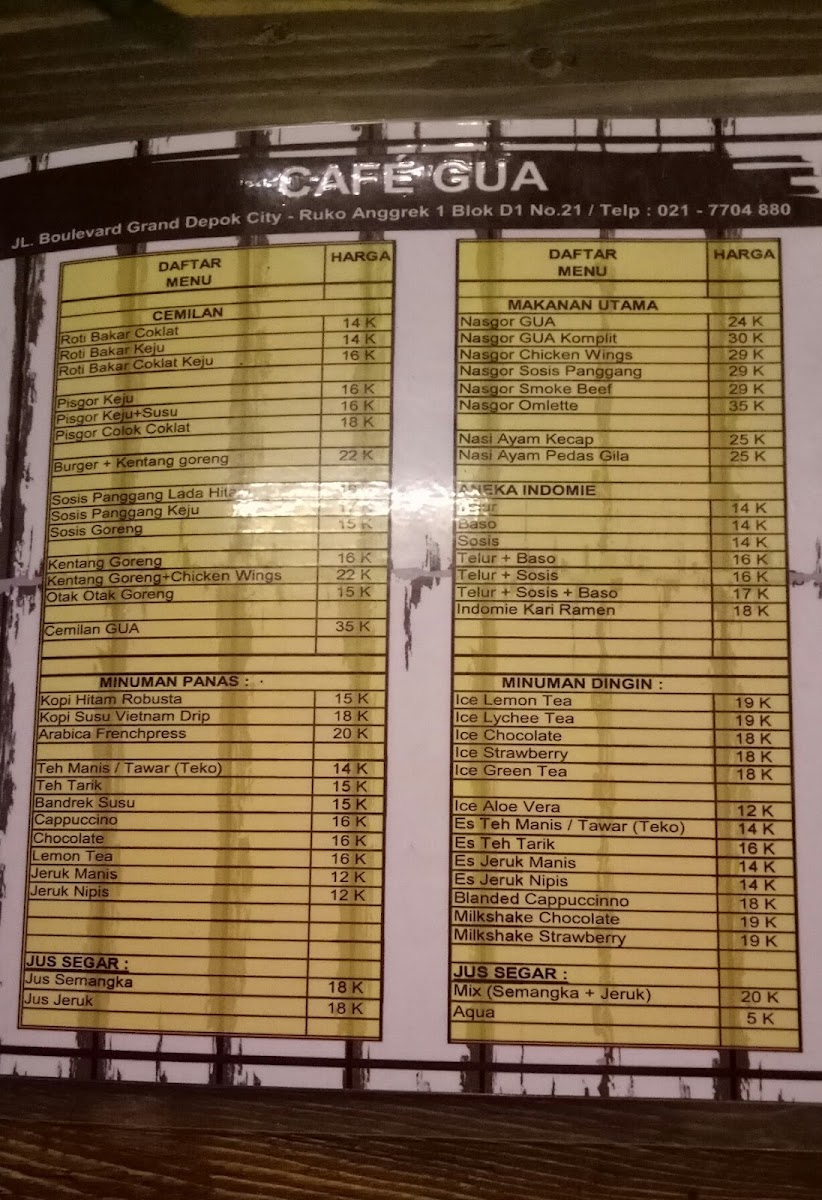 CAFÉ GUA
JL. Boulevard Grand Depok City - Ruko Anggrek 1 Blok D1 No.21 / Telp : 021 - 7704 880
DAFTAR MENU HARGA
CEMILAN
Roti Bakar Coklat 14 K
Roti Bakar Keju 14 K
Roti Bakar Coklat Keju 16 K
Pisgor Keju 16 K
Pisgor Keju+Susu 16 K
Pisgor Colok Coklat 18 K
Burger + Kentang goreng 22 K
Sosis Panggang Lada
Sosis Panggang Keju 17 K
Sosis Goreng 15 K
Kentang Goreng 16 K
Kentang Goreng+Chicken Wings 22 K
Otak Otak Goreng 15 K
Cemilan GUA 35 K
MINUMAN PANAS :
Kopi Hitam Robusta 15 K
Kopi Susu Vietnam Drip 18 K
Arabica Frenchpress 20 K
Teh Manis / Tawar (Teko) 14 K
Teh Tarik 15 K
Bandrek Susu 15 K
Cappuccino 16 K
Chocolate 16 K
Lemon Tea 16 K
Jeruk Manis 12 K
Jeruk Nipis 12 K
JUS SEGAR :
Jus Semangka 18 K
Jus Jeruk 18 K
DAFTAR MENU HARGA
MAKANAN UTAMA
Nasgor GUA 24 K
Nasgor GUA Komplit 30 K
Nasgor Chicken Wings 29 K
Nasgor Sosis Panggang 29 K
Nasgor Smoke Beef 29 K
Nasgor Omlette 35 K
Nasi Ayam Kecap 25 K
Nasi Ayam Pedas Gila 25 K
ANEKA INDOMIE
Telur 14 K
Baso 14 K
Sosis 14 K
Telur + Baso 16 K
Telur + Sosis 16 K
Telur + Sosis + Baso 17 K
Indomie Kari Ramen 18 K
MINUMAN DINGIN :
Ice Lemon Tea 19 K
Ice Lychee Tea 19 K
Ice Chocolate 18 K
Ice Strawberry 18 K
Ice Green Tea 18 K
Ice Aloe Vera 12 K
Es Teh Manis / Tawar (Teko) 14 K
Es Teh Tarik 16 K
Es Jeruk Manis 14 K
Es Jeruk Nipis 14 K
Blanded Cappuccinno 18 K
Milkshake Chocolate 19 K
Milkshake Strawberry 19 K
JUS SEGAR :
Mix (Semangka + Jeruk) 20 K
Aqua 5 K